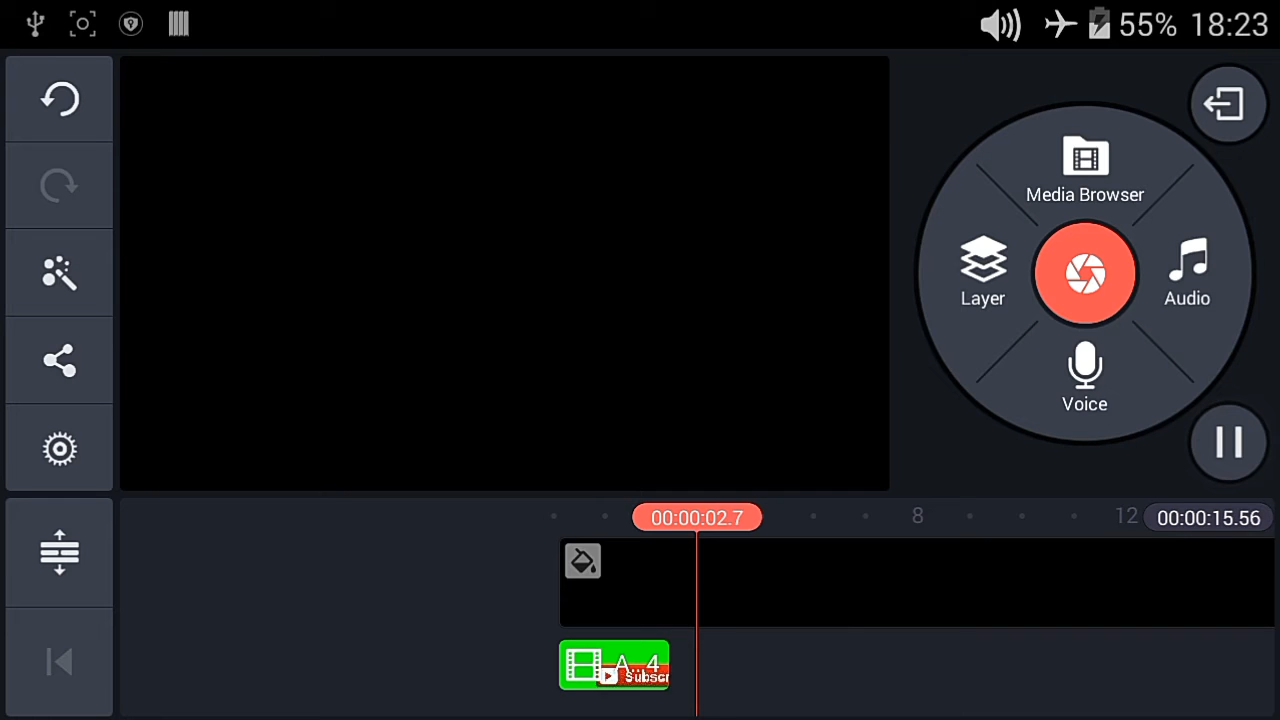 55% 18:23
Media Browser
Layer
Audio
Voice
00:00:02.7
8
12
00:00:15.56
A...4
Subscr